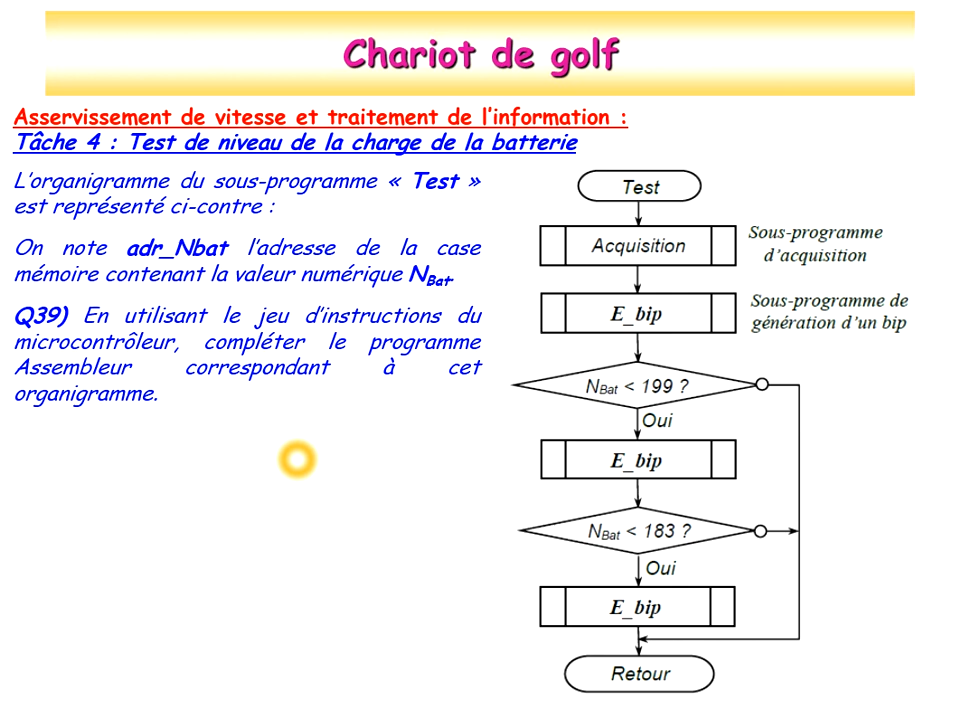 Chariot de golf
Asservissement de vitesse et traitement de l'information :
Tâche 4 : Test de niveau de la charge de la batterie
L'organigramme du sous-programme « Test »
est représenté ci-contre :
On note adr_Nbat l'adresse de la case
mémoire contenant la valeur numérique NBat.
Q39) En utilisant le jeu d'instructions du
microcontrôleur, compléter le programme
Assembleur correspondant à cet
organigramme.
Test
Acquisition
Sous-programme
d'acquisition
E_bip
Sous-programme de
génération d'un bip
NBat < 199 ?
Oui
E_bip
NBat < 183 ?
Oui
E_bip
Retour